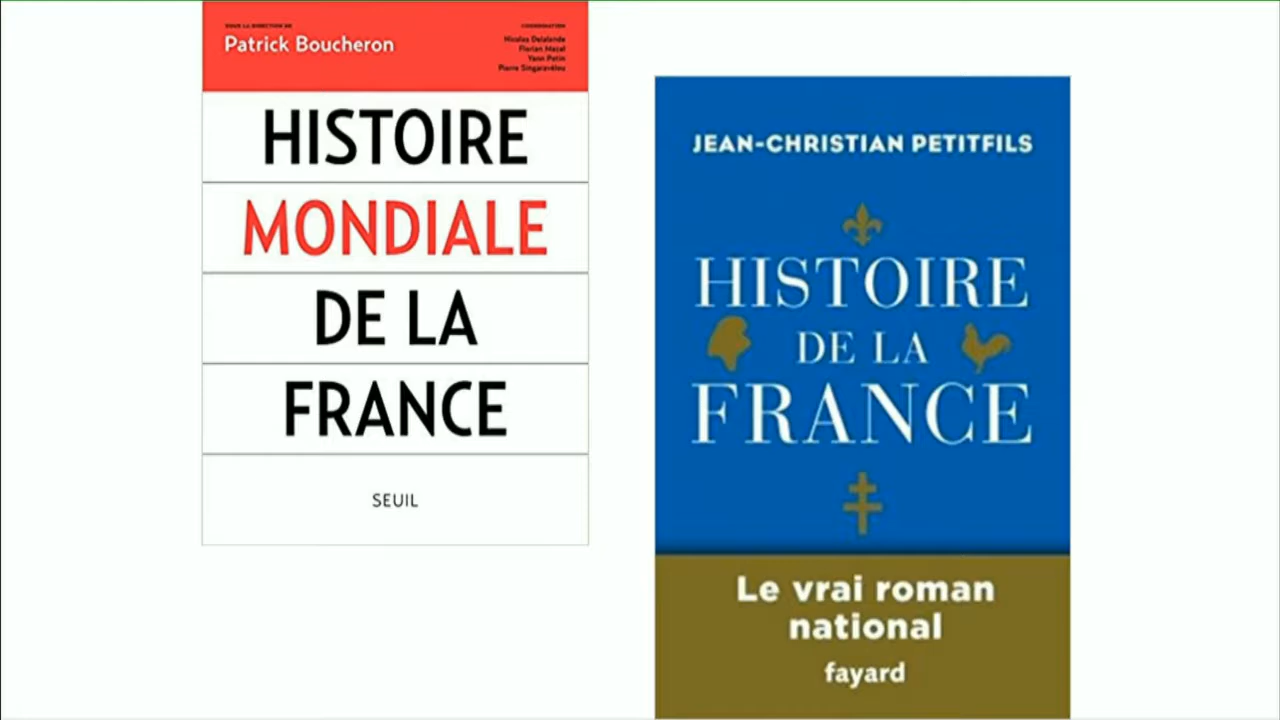 SOUS LA DIRECTION DE
Patrick Boucheron
COORDINATION
Nicolas Delalande
Florian Mazel
Yann Potin
Pierre Singaravélou
HISTOIRE
MONDIALE
DE LA
FRANCE
SEUIL
JEAN-CHRISTIAN PETITFILS
HISTOIRE
DE LA
FRANCE
Le vrai roman
national
fayard